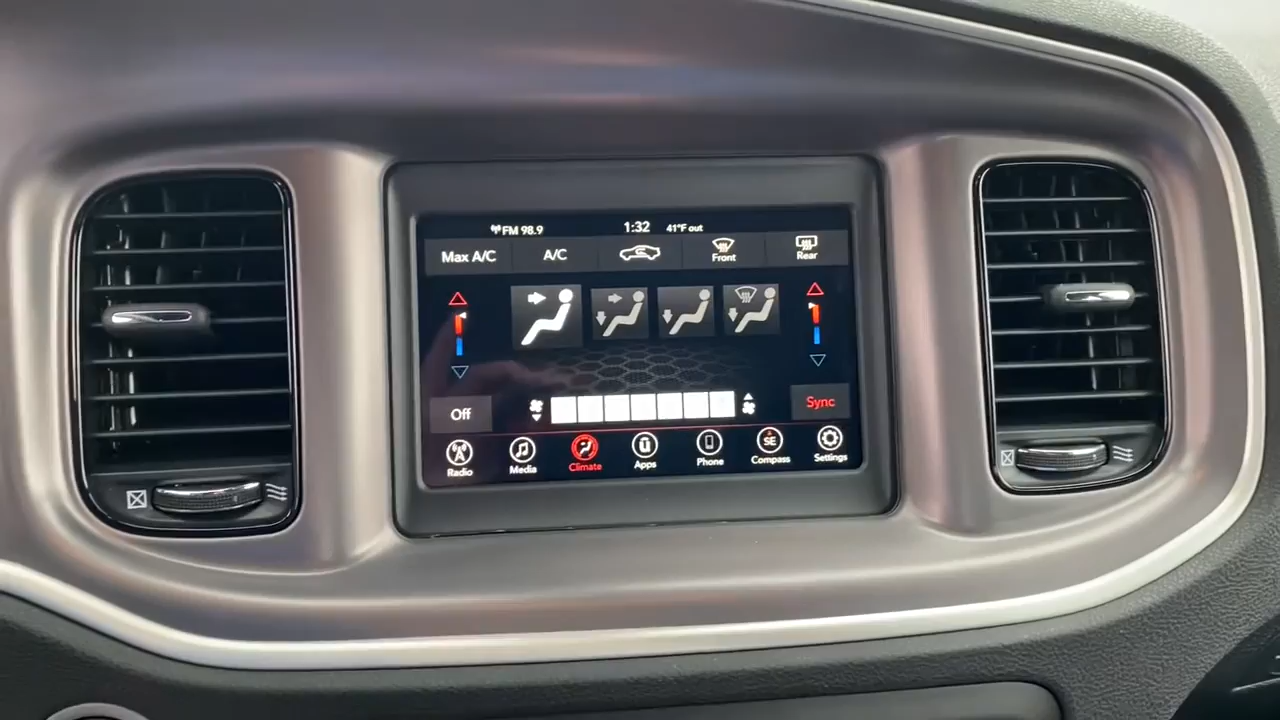 FM 98.9 1:32 41°F out
Max A/C A/C Front Rear
Off Sync
Radio Media Climate Apps Phone SE Compass Settings